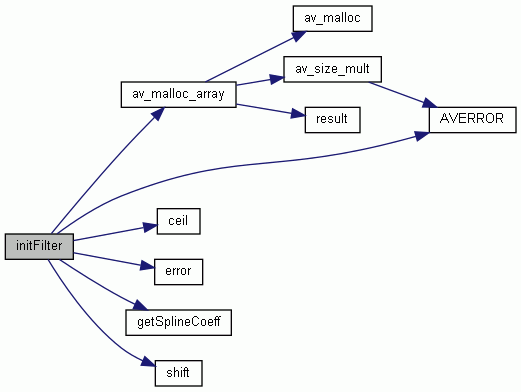 av_malloc
av_size_mult
av_malloc_array
result
AVERROR
ceil
initFilter
error
getSplineCoeff
shift